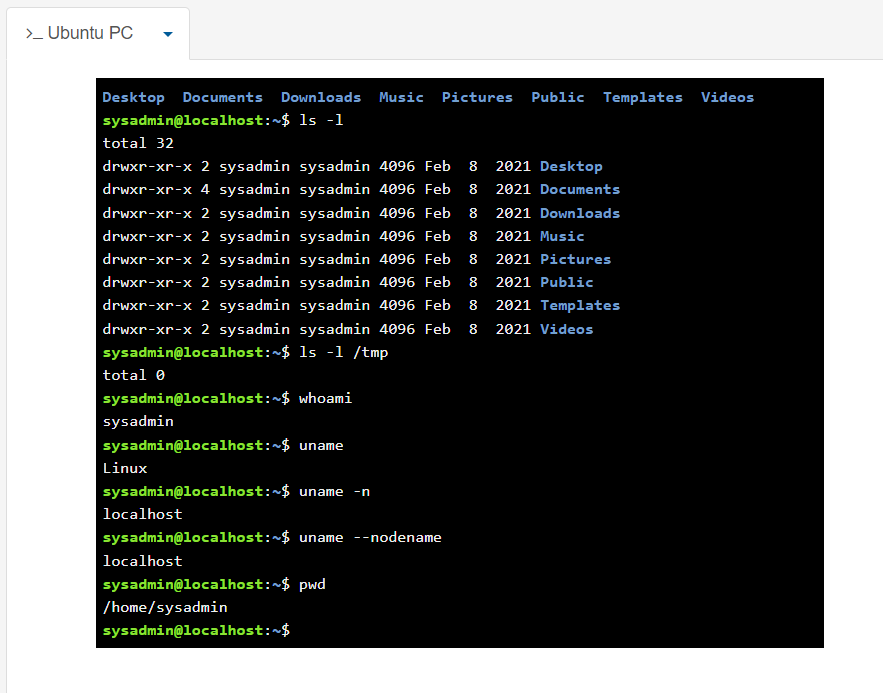 >_ Ubuntu PC
Desktop  Documents  Downloads  Music  Pictures  Public  Templates  Videos
sysadmin@localhost:~$ ls -l
total 32
drwxr-xr-x 2 sysadmin sysadmin 4096 Feb  8  2021 Desktop
drwxr-xr-x 4 sysadmin sysadmin 4096 Feb  8  2021 Documents
drwxr-xr-x 2 sysadmin sysadmin 4096 Feb  8  2021 Downloads
drwxr-xr-x 2 sysadmin sysadmin 4096 Feb  8  2021 Music
drwxr-xr-x 2 sysadmin sysadmin 4096 Feb  8  2021 Pictures
drwxr-xr-x 2 sysadmin sysadmin 4096 Feb  8  2021 Public
drwxr-xr-x 2 sysadmin sysadmin 4096 Feb  8  2021 Templates
drwxr-xr-x 2 sysadmin sysadmin 4096 Feb  8  2021 Videos
sysadmin@localhost:~$ ls -l /tmp
total 0
sysadmin@localhost:~$ whoami
sysadmin
sysadmin@localhost:~$ uname
Linux
sysadmin@localhost:~$ uname -n
localhost
sysadmin@localhost:~$ uname --nodename
localhost
sysadmin@localhost:~$ pwd
/home/sysadmin
sysadmin@localhost:~$